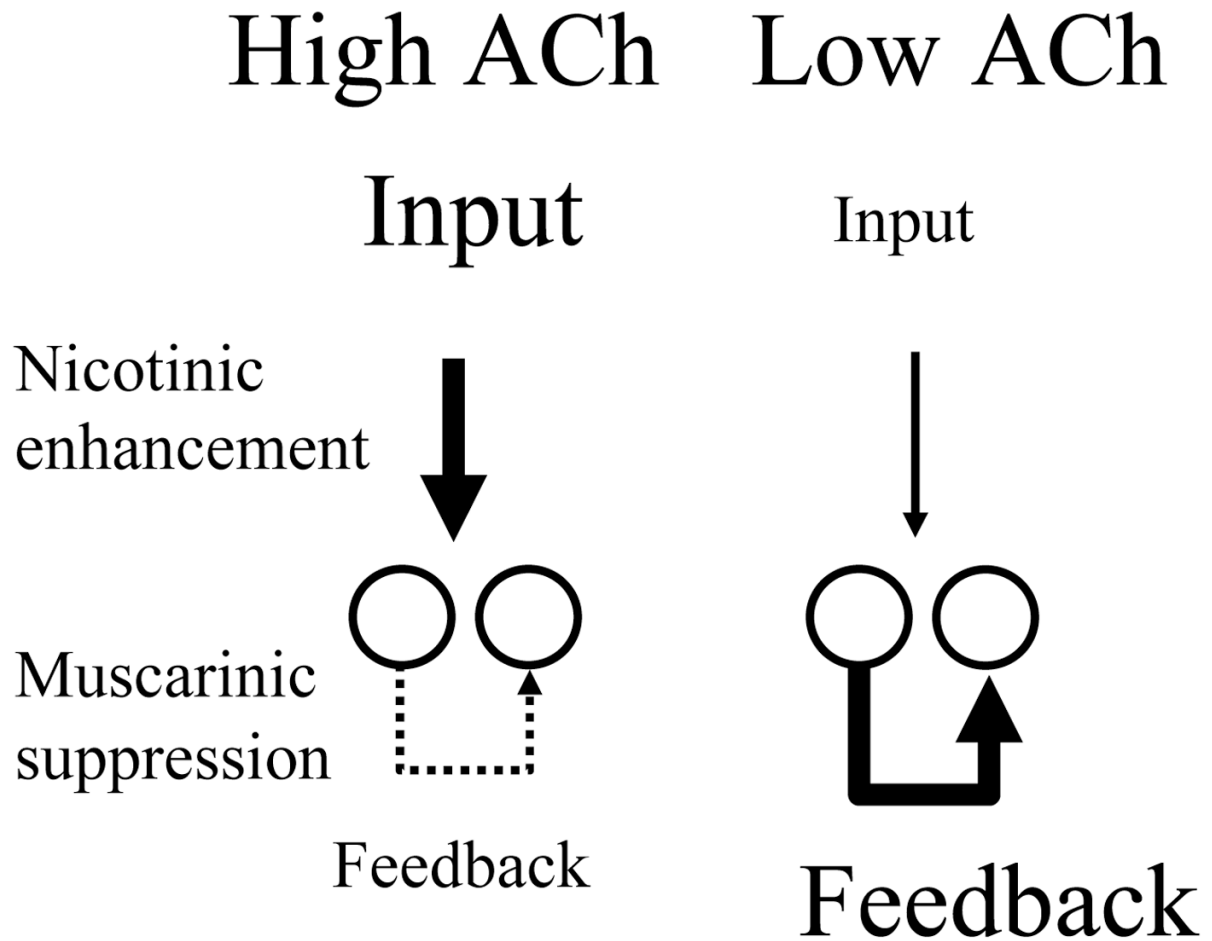 High ACh Low ACh
Input Input
Nicotinic
enhancement
Muscarinic
suppression
Feedback
Feedback